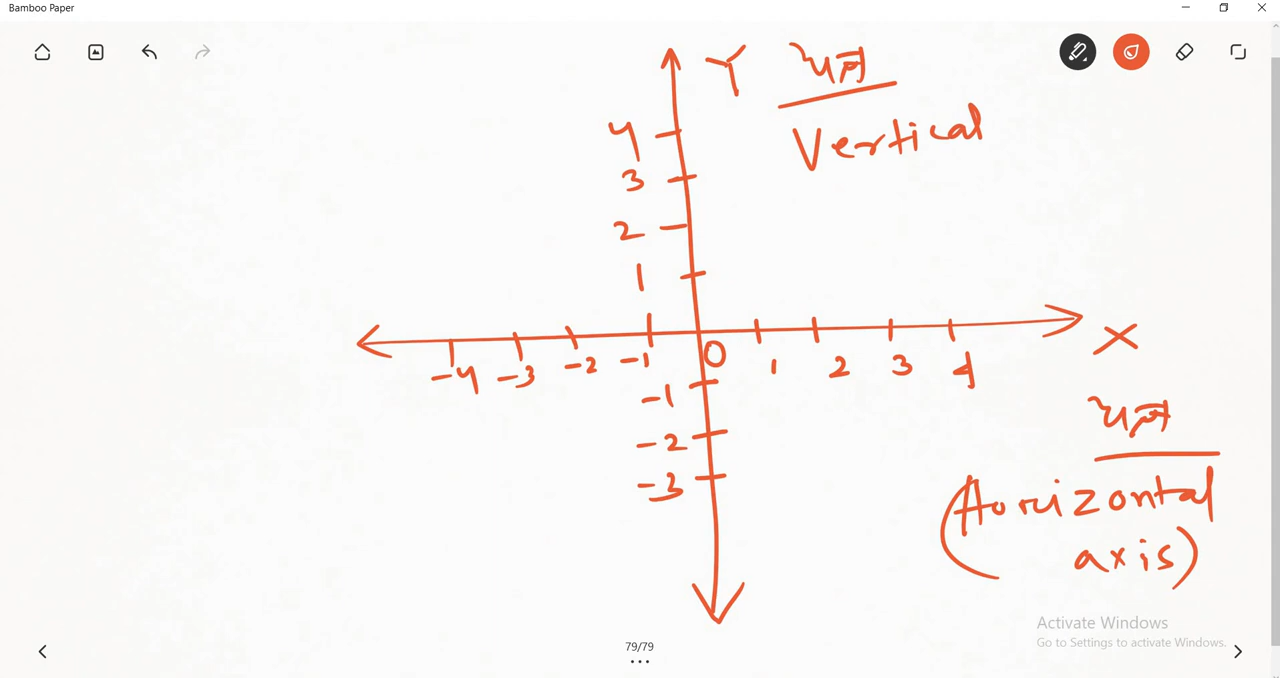 Bamboo Paper
Y
Vertical
4
3
2
1
-4 -3 -2 -1 0 1 2 3 4
X
-1
-2
-3
(Horizontal
axis)
Activate Windows
Go to Settings to activate Windows.
79/79